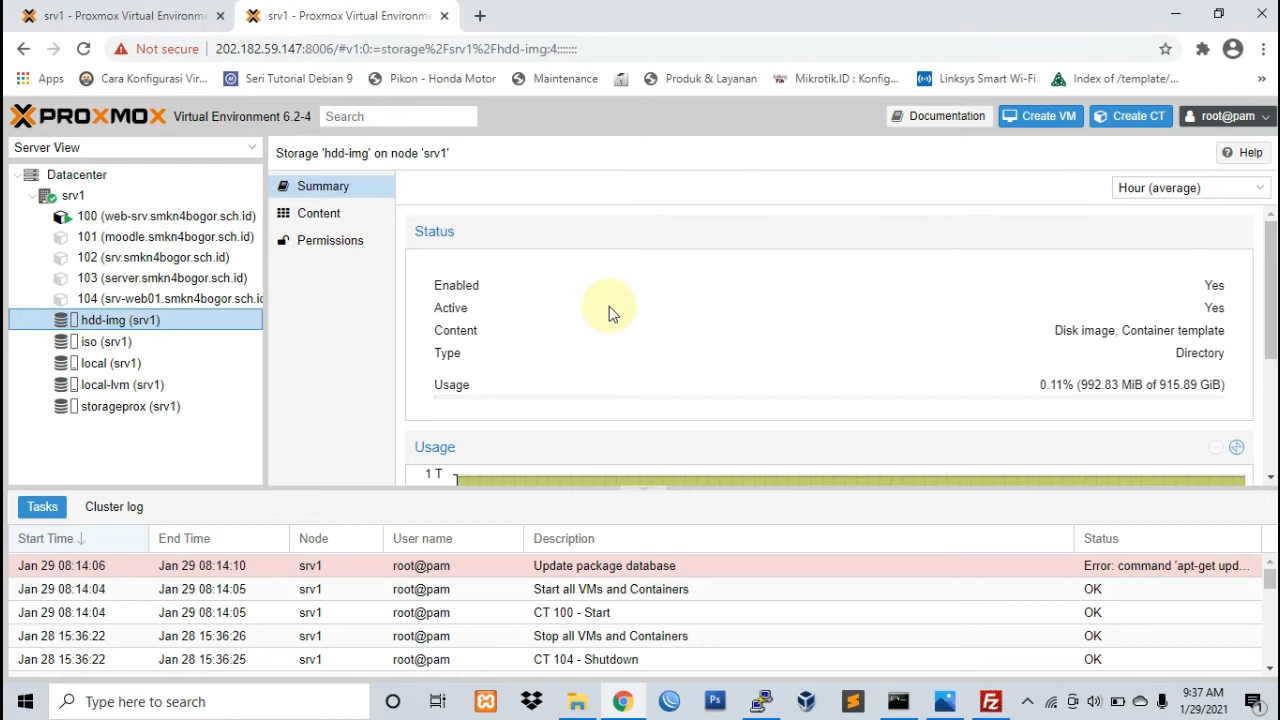 srv1 - Proxmox Virtual Environme
srv1 - Proxmox Virtual Environme
Not secure
202.182.59.147:8006/#v1:0:=storage%2Fsrv1%2Fhdd-img:4:::::::
Apps
Cara Konfigurasi Vir...
Seri Tutorial Debian 9
Pikon - Honda Motor
Maintenance
Produk & Layanan
Mikrotik.ID : Konfig...
Linksys Smart Wi-Fi
Index of /template/...
»
PROXMOX Virtual Environment 6.2-4
Search
Documentation
Create VM
Create CT
root@pam
Server View
Storage 'hdd-img' on node 'srv1'
Help
Datacenter
srv1
100 (web-srv.smkn4bogor.sch.id)
101 (moodle.smkn4bogor.sch.id)
102 (srv.smkn4bogor.sch.id)
103 (server.smkn4bogor.sch.id)
104 (srv-web01.smkn4bogor.sch.id
hdd-img (srv1)
iso (srv1)
local (srv1)
local-lvm (srv1)
storageprox (srv1)
Summary
Content
Permissions
Hour (average)
Status
Enabled Yes
Active Yes
Content Disk image, Container template
Type Directory
Usage 0.11% (992.83 MiB of 915.89 GiB)
Usage
1 T
Tasks
Cluster log
Start Time End Time Node User name Description Status
Jan 29 08:14:06 Jan 29 08:14:10 srv1 root@pam Update package database Error: command 'apt-get upd...
Jan 29 08:14:04 Jan 29 08:14:05 srv1 root@pam Start all VMs and Containers OK
Jan 29 08:14:04 Jan 29 08:14:05 srv1 root@pam CT 100 - Start OK
Jan 28 15:36:22 Jan 28 15:36:26 srv1 root@pam Stop all VMs and Containers OK
Jan 28 15:36:22 Jan 28 15:36:25 srv1 root@pam CT 104 - Shutdown OK
Type here to search
Ps
Fz
9:37 AM
1/29/2021
1